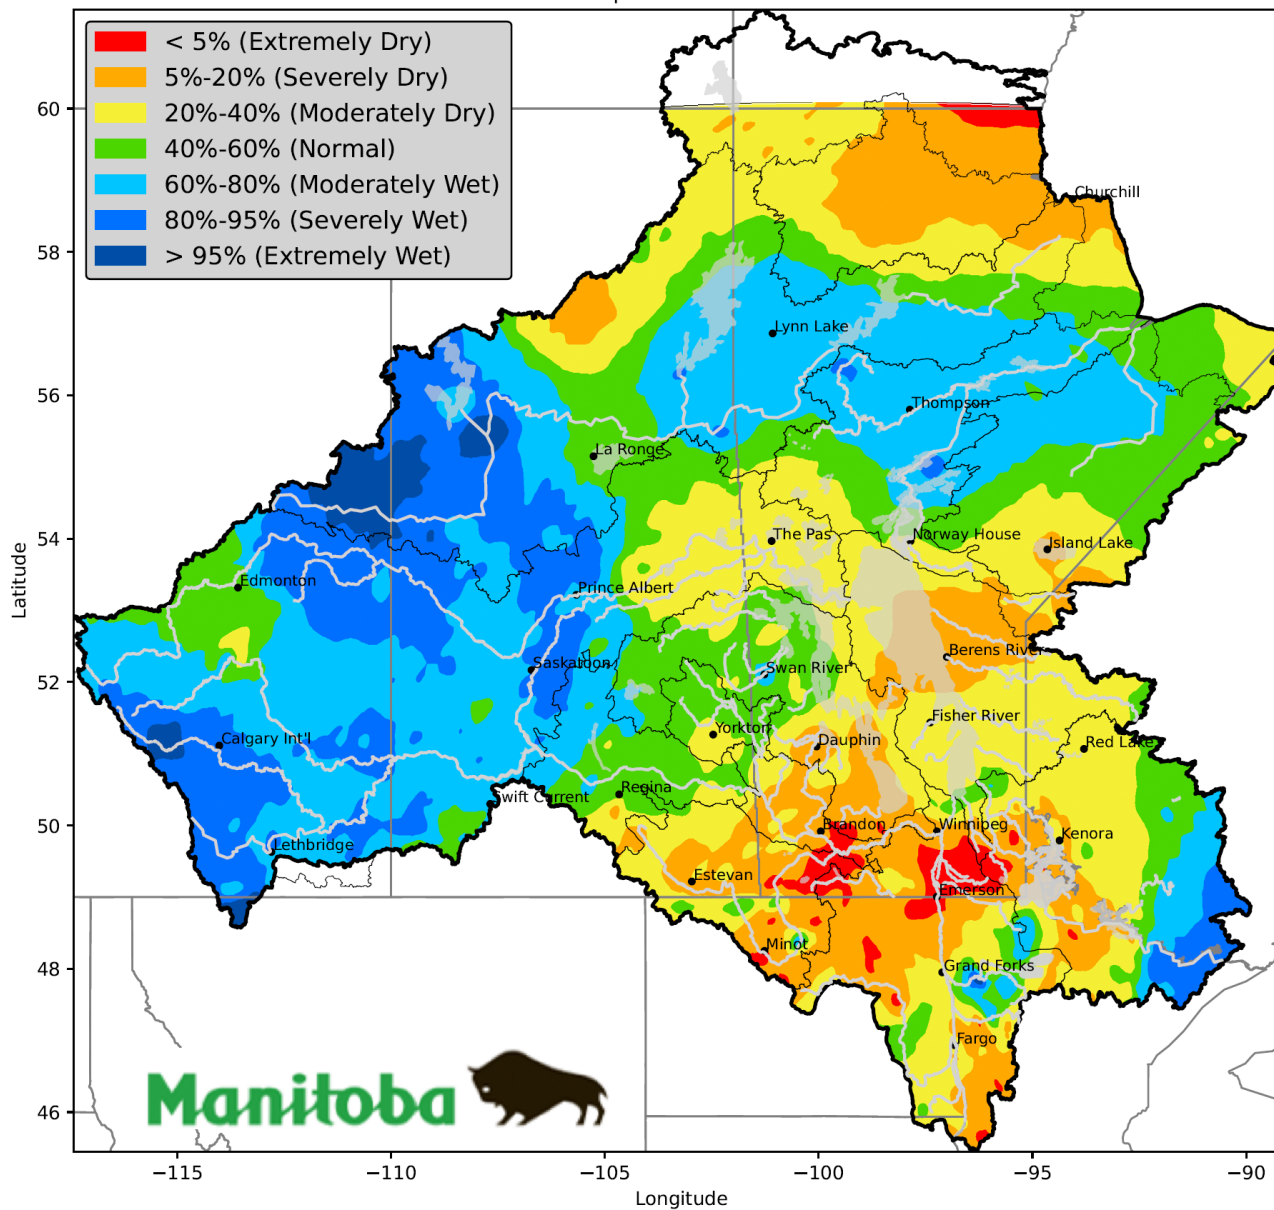 < 5% (Extremely Dry)
5%-20% (Severely Dry)
20%-40% (Moderately Dry)
40%-60% (Normal)
60%-80% (Moderately Wet)
80%-95% (Severely Wet)
> 95% (Extremely Wet)
60
58
56
54
52
50
48
46
Latitude
Churchill
Lynn Lake
Thompson
La Ronge
The Pas
Norway House
Island Lake
Edmonton
Prince Albert
Saskatoon
Swan River
Berens River
Calgary Int'l
Yorkton
Dauphin
Fisher River
Red Lake
Swift Current
Regina
Lethbridge
Brandon
Winnipeg
Kenora
Estevan
Emerson
Minot
Grand Forks
Fargo
Manitoba
−115
−110
−105
−100
−95
−90
Longitude